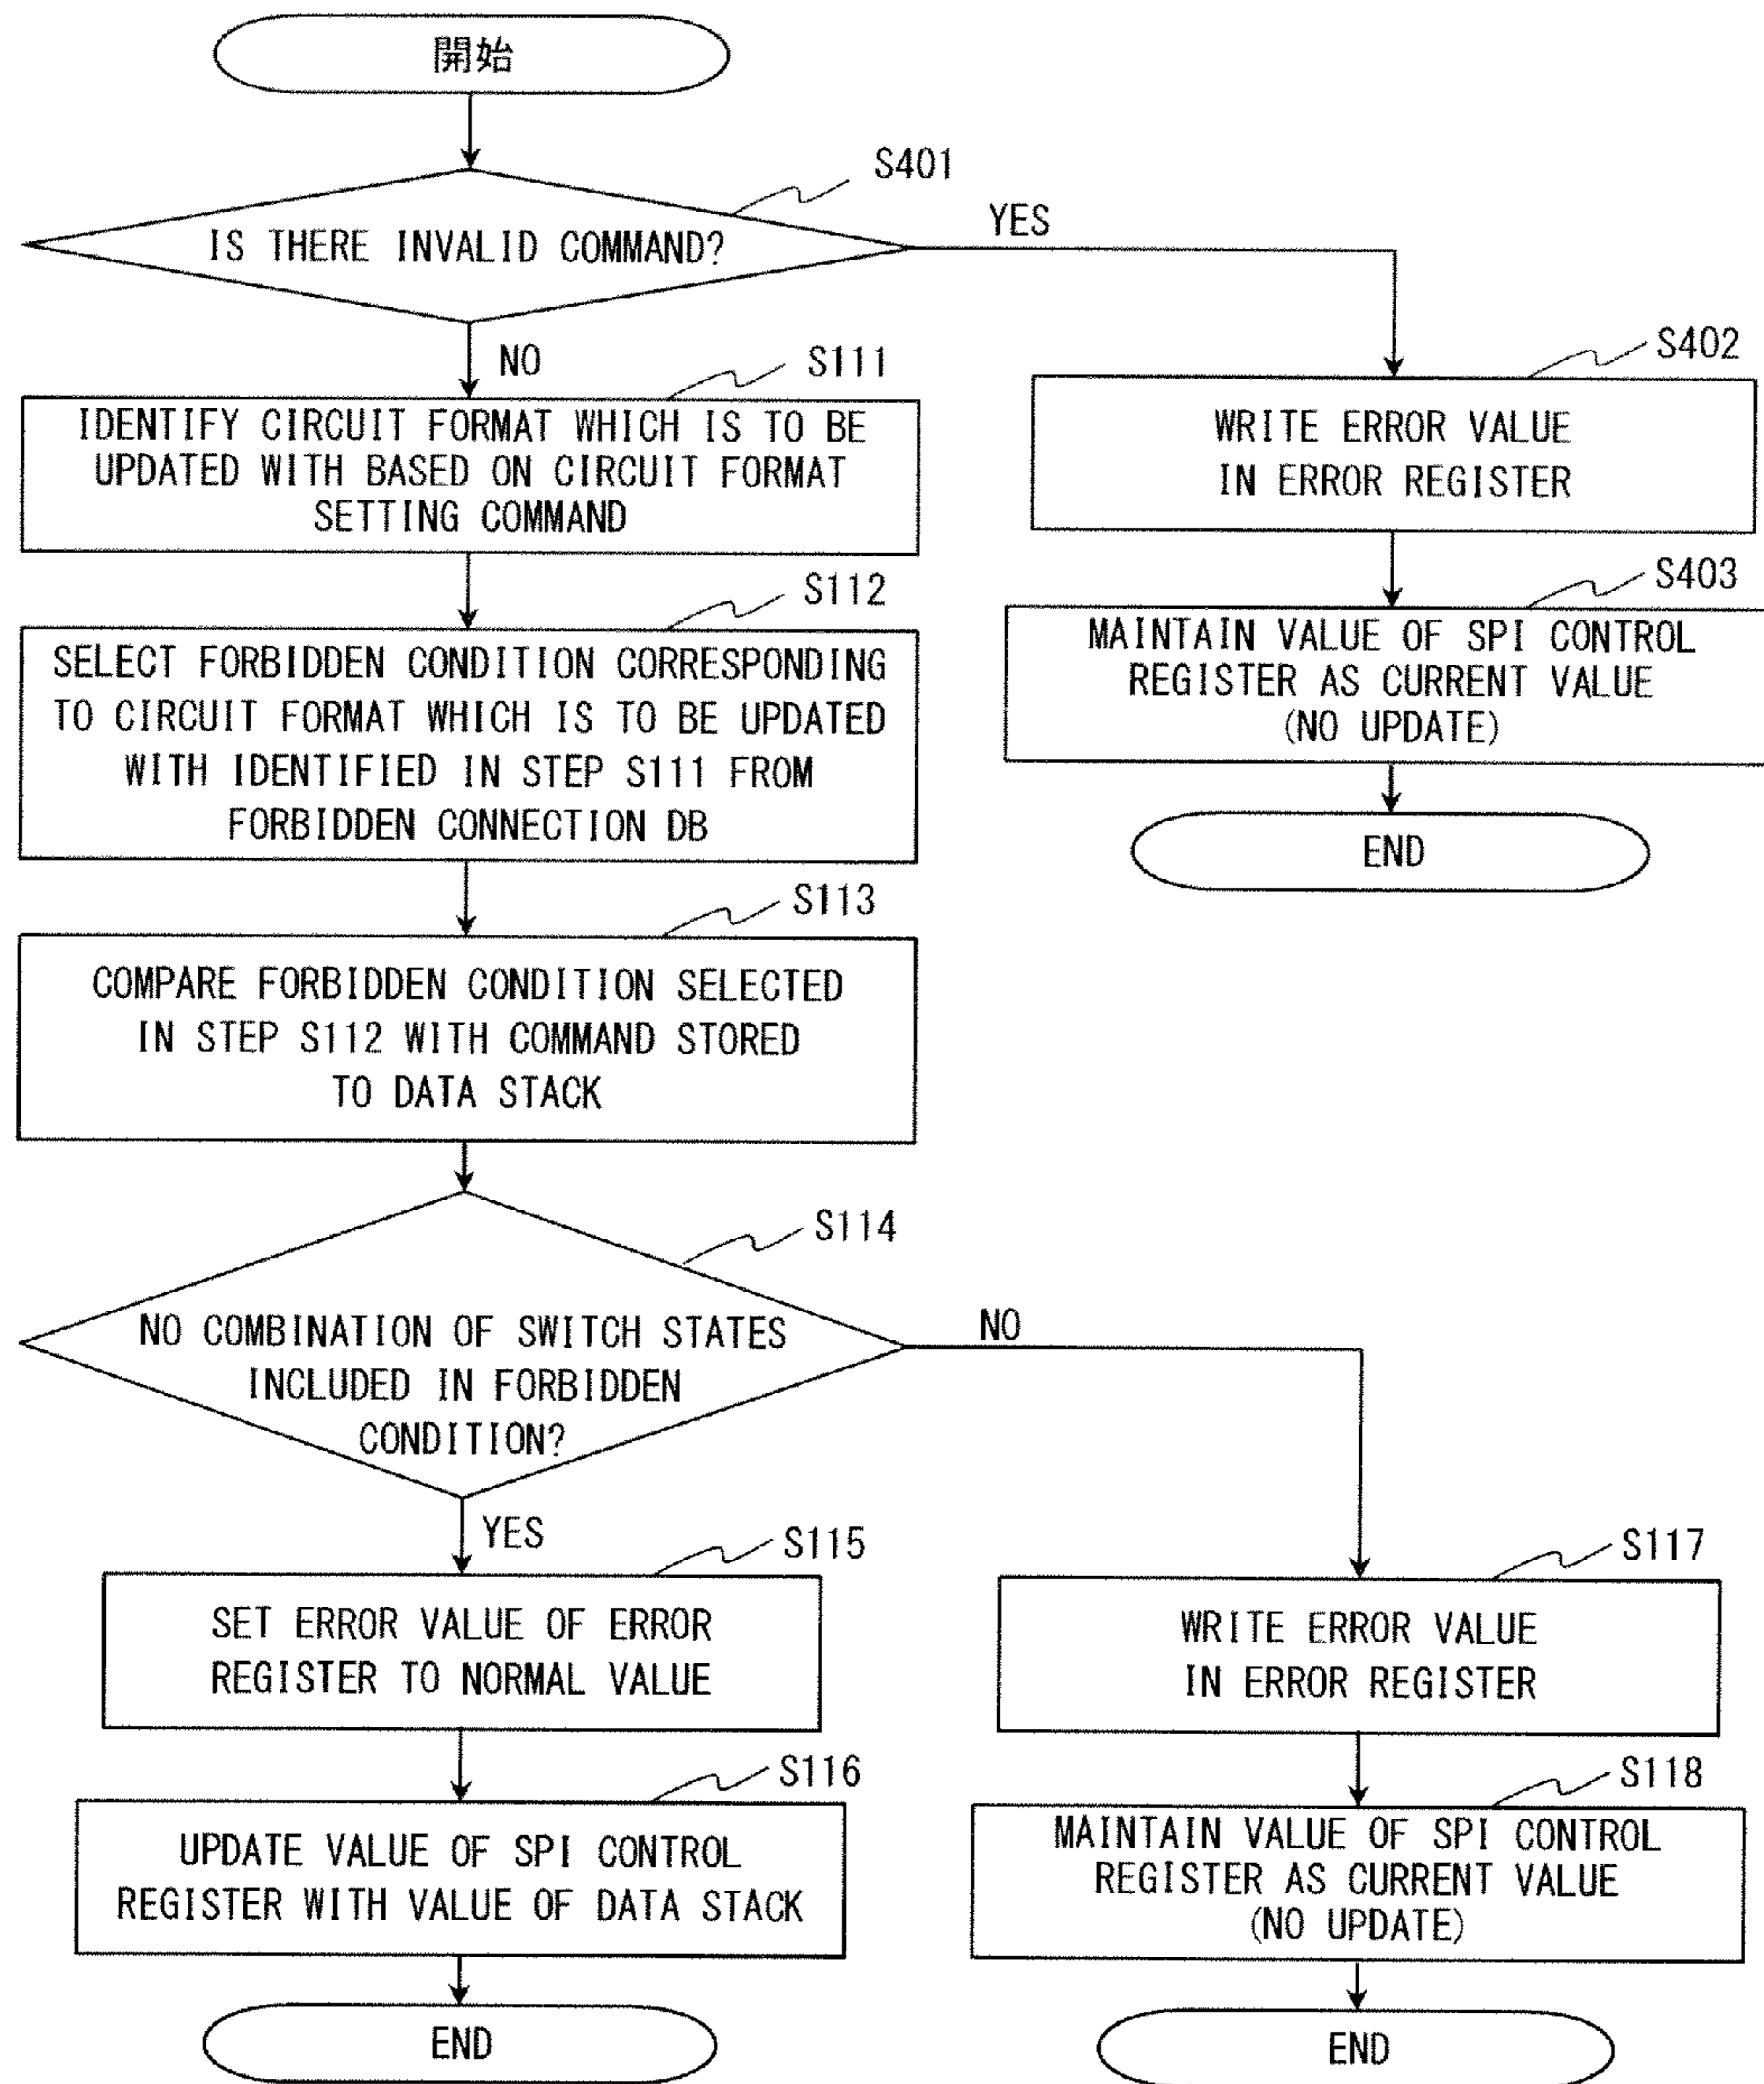 開始
S401
IS THERE INVALID COMMAND?
YES
NO
S111
IDENTIFY CIRCUIT FORMAT WHICH IS TO BE
UPDATED WITH BASED ON CIRCUIT FORMAT
SETTING COMMAND
S402
WRITE ERROR VALUE
IN ERROR REGISTER
S403
MAINTAIN VALUE OF SPI CONTROL
REGISTER AS CURRENT VALUE
(NO UPDATE)
END
S112
SELECT FORBIDDEN CONDITION CORRESPONDING
TO CIRCUIT FORMAT WHICH IS TO BE UPDATED
WITH IDENTIFIED IN STEP S111 FROM
FORBIDDEN CONNECTION DB
S113
COMPARE FORBIDDEN CONDITION SELECTED
IN STEP S112 WITH COMMAND STORED
TO DATA STACK
S114
NO COMBINATION OF SWITCH STATES
INCLUDED IN FORBIDDEN
CONDITION?
NO
YES
S115
SET ERROR VALUE OF ERROR
REGISTER TO NORMAL VALUE
S116
UPDATE VALUE OF SPI CONTROL
REGISTER WITH VALUE OF DATA STACK
END
S117
WRITE ERROR VALUE
IN ERROR REGISTER
S118
MAINTAIN VALUE OF SPI CONTROL
REGISTER AS CURRENT VALUE
(NO UPDATE)
END